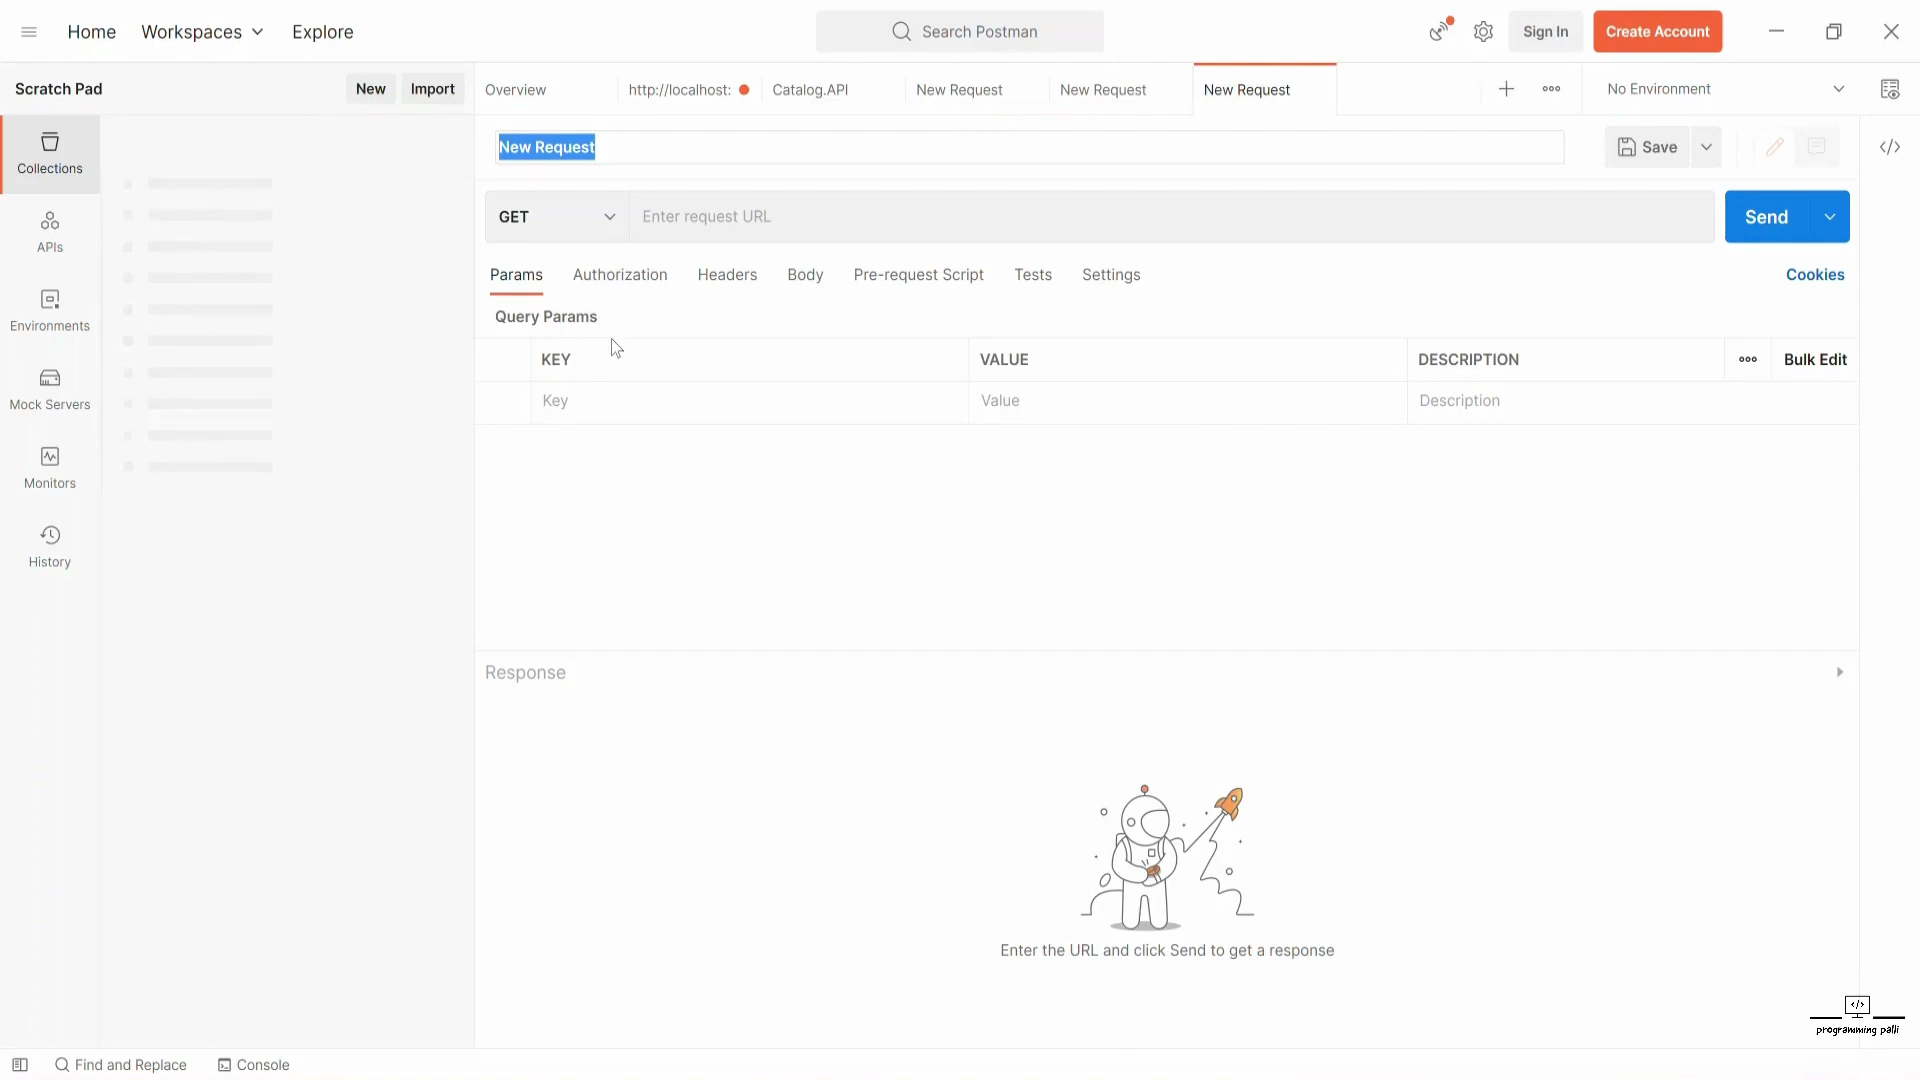 Home Workspaces Explore Search Postman Sign In Create Account
Scratch Pad New Import Overview http://localhost: Catalog.API New Request New Request New Request No Environment
New Request Save
Collections
GET Enter request URL Send
APIs
Params Authorization Headers Body Pre-request Script Tests Settings Cookies
Query Params
Environments
KEY VALUE DESCRIPTION Bulk Edit
Key Value Description
Mock Servers
Monitors
History
Response
Enter the URL and click Send to get a response
programming palli
Find and Replace Console